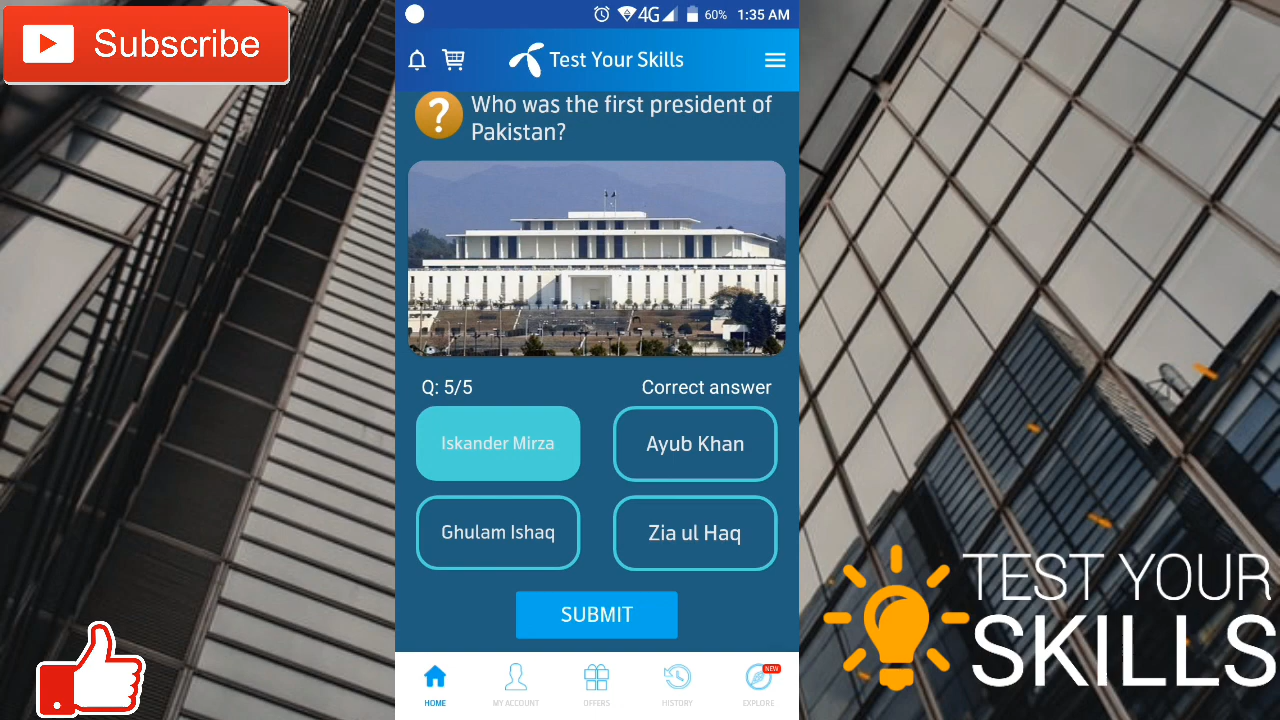 Subscribe
4G 60% 1:35 AM
Test Your Skills
? Who was the first president of
Pakistan?
Q: 5/5 Correct answer
Iskander Mirza Ayub Khan
Ghulam Ishaq Zia ul Haq
SUBMIT
NEW
HOME MY ACCOUNT OFFERS HISTORY EXPLORE
TEST YOUR
SKILLS